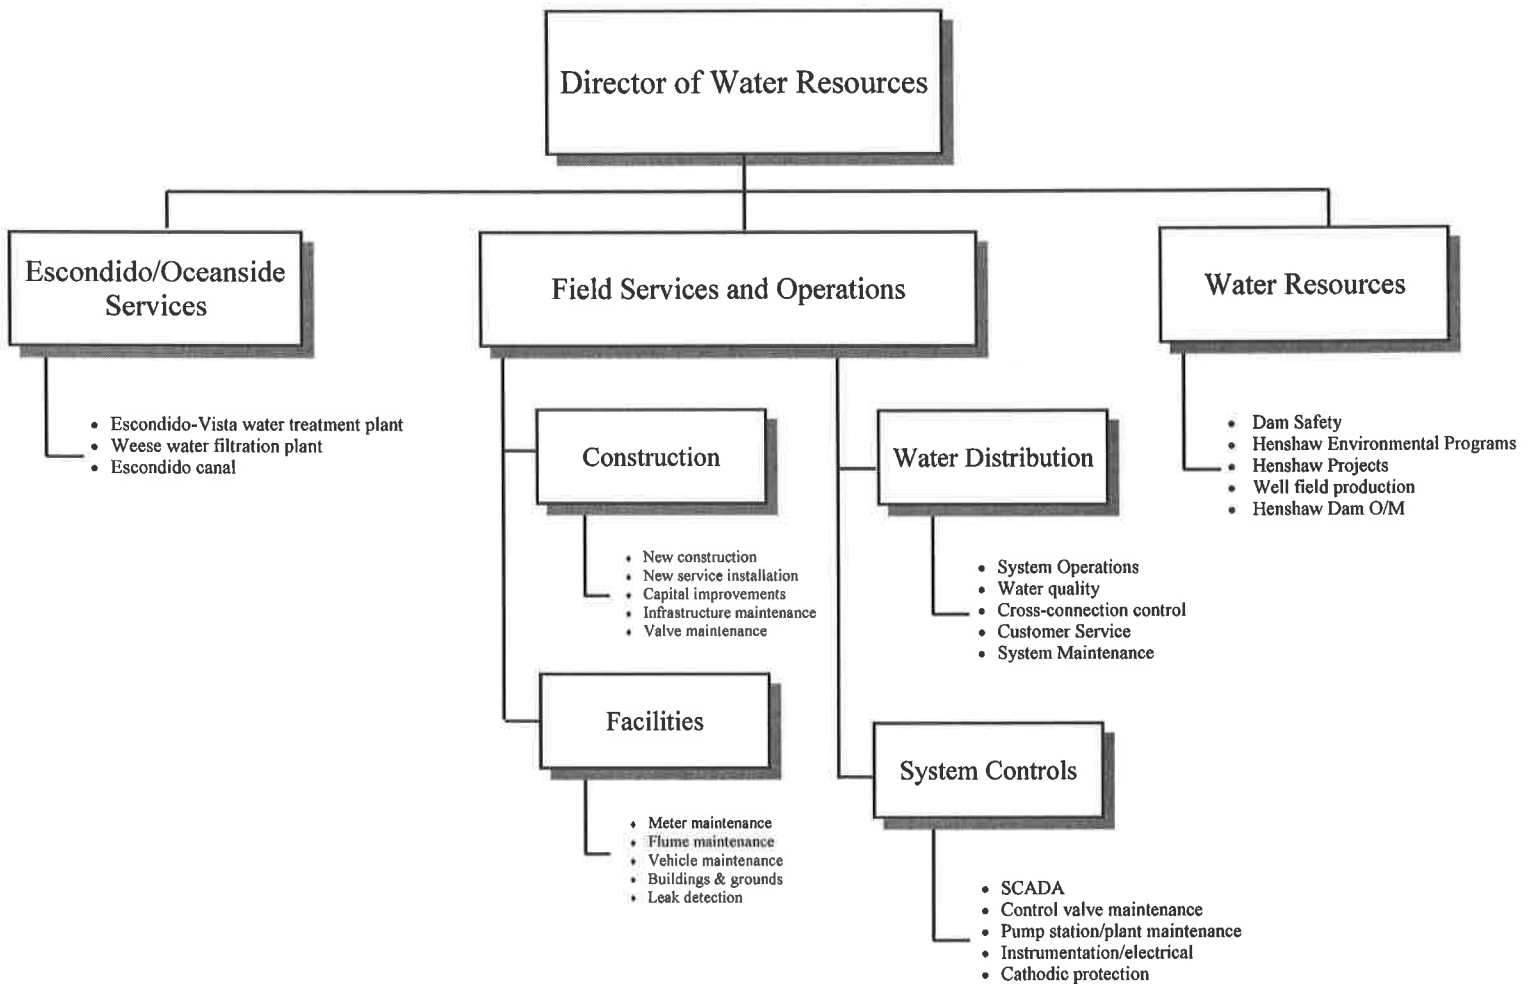 Director of Water Resources
Escondido/Oceanside
Services
Field Services and Operations
Water Resources
• Escondido-Vista water treatment plant
• Weese water filtration plant
• Escondido canal
Construction
• New construction
• New service installation
• Capital improvements
• Infrastructure maintenance
• Valve maintenance
Facilities
• Meter maintenance
• Flume maintenance
• Vehicle maintenance
• Buildings & grounds
• Leak detection
Water Distribution
• System Operations
• Water quality
• Cross-connection control
• Customer Service
• System Maintenance
System Controls
• SCADA
• Control valve maintenance
• Pump station/plant maintenance
• Instrumentation/electrical
• Cathodic protection
• Dam Safety
• Henshaw Environmental Programs
• Henshaw Projects
• Well field production
• Henshaw Dam O/M